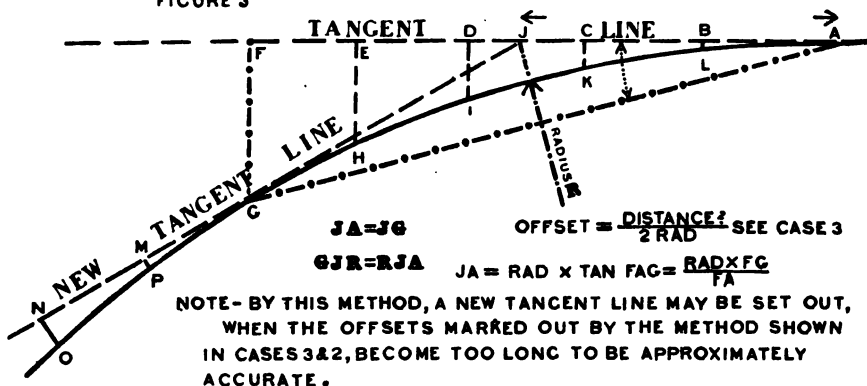 FIGURE 3
TANGENT LINE
F E D J C B A
K L
I
H
RADIUS R
G
NEW TANGENT LINE
M
P
N
O
JA=JG
GJR=RJA
OFFSET = DISTANCE² / 2 RAD SEE CASE 3
JA = RAD × TAN FAG = RAD×FG / FA
NOTE- BY THIS METHOD, A NEW TANGENT LINE MAY BE SET OUT,
WHEN THE OFFSETS MARKED OUT BY THE METHOD SHOWN
IN CASES 3&2, BECOME TOO LONG TO BE APPROXIMATELY
ACCURATE.